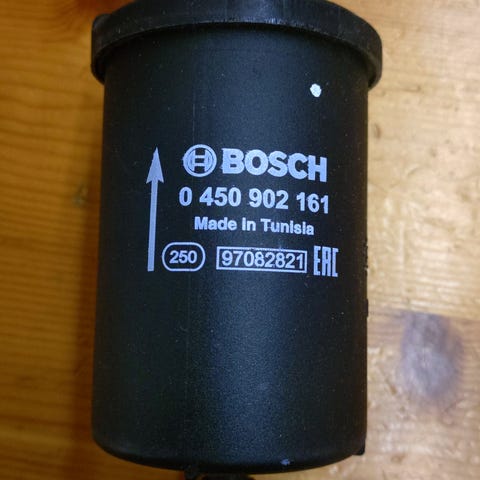 BOSCH
0 450 902 161
Made in Tunisia
250 97082821 EAC